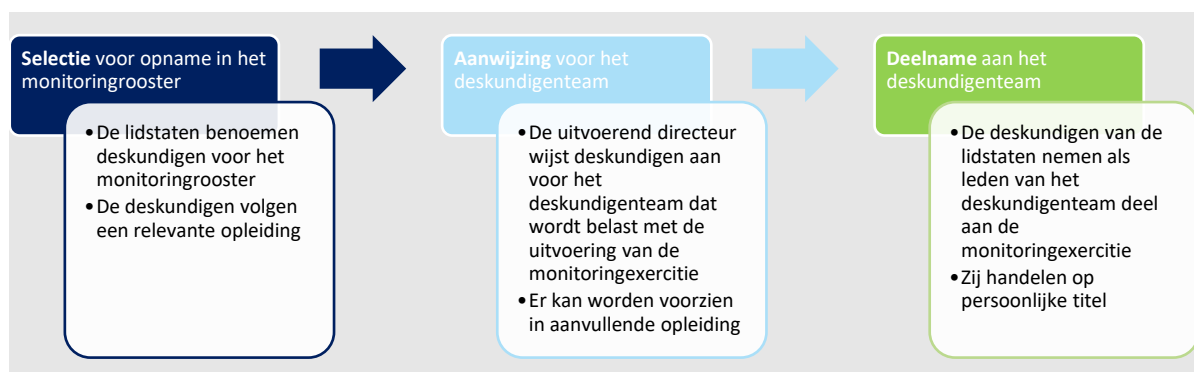 Selectie voor opname in het
monitoringrooster
• De lidstaten benoemen
deskundigen voor het
monitoringrooster
• De deskundigen volgen
een relevante opleiding
Aanwijzing voor het
deskundigenteam
• De uitvoerend directeur
wijst deskundigen aan
voor het
deskundigenteam dat
wordt belast met de
uitvoering van de
monitoringexercitie
• Er kan worden voorzien
in aanvullende opleiding
Deelname aan het
deskundigenteam
• De deskundigen van de
lidstaten nemen als
leden van het
deskundigenteam deel
aan de
monitoringexercitie
• Zij handelen op
persoonlijke titel